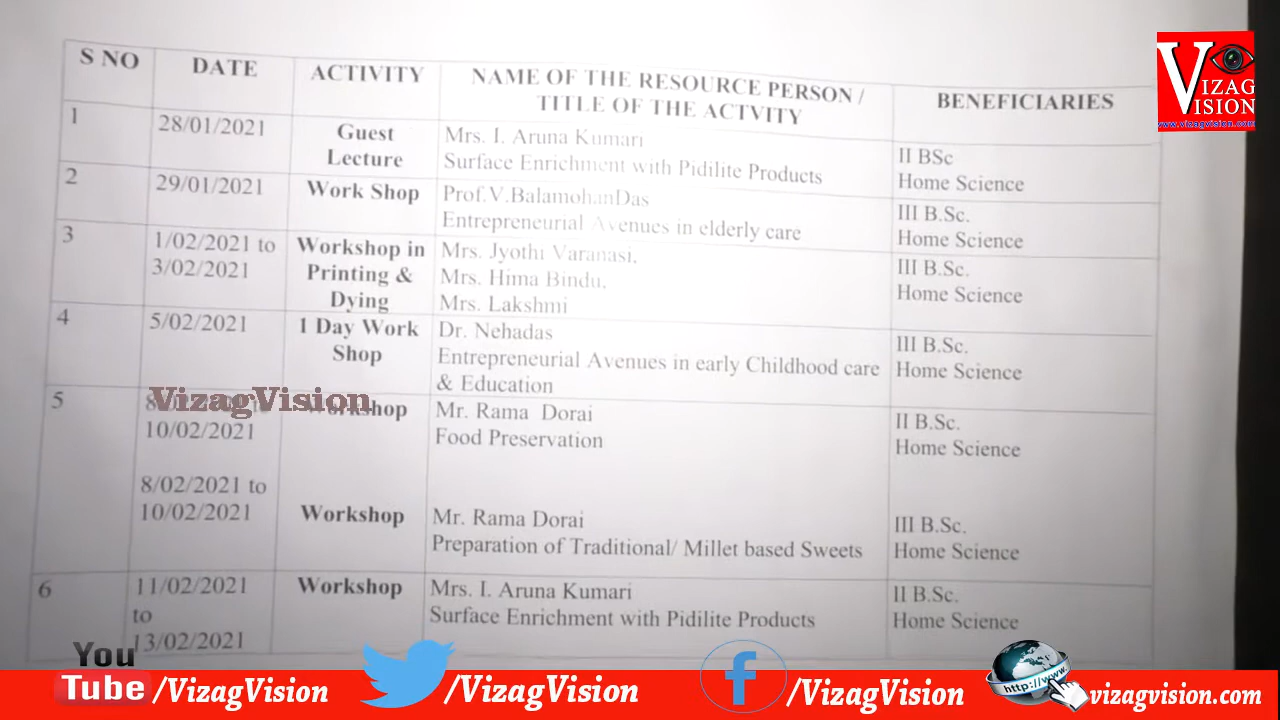 S NO DATE ACTIVITY NAME OF THE RESOURCE PERSON / TITLE OF THE ACTVITY BENEFICIARIES
1 28/01/2021 Guest Lecture Mrs. I. Aruna Kumari
Surface Enrichment with Pidilite Products II BSc
Home Science
2 29/01/2021 Work Shop Prof.V.BalamohanDas
Entrepreneurial Avenues in elderly care III B.Sc.
Home Science
3 1/02/2021 to
3/02/2021 Workshop in
Printing &
Dying Mrs. Jyothi Varanasi,
Mrs. Hima Bindu,
Mrs. Lakshmi III B.Sc.
Home Science
4 5/02/2021 1 Day Work
Shop Dr. Nehadas
Entrepreneurial Avenues in early Childhood care
& Education III B.Sc.
Home Science
5 10/02/2021 Workshop Mr. Rama Dorai
Food Preservation II B.Sc.
Home Science
8/02/2021 to
10/02/2021 Workshop Mr. Rama Dorai
Preparation of Traditional/ Millet based Sweets III B.Sc.
Home Science
6 11/02/2021
to
13/02/2021 Workshop Mrs. I. Aruna Kumari
Surface Enrichment with Pidilite Products II B.Sc.
Home Science
VizagVision
VIZAG
VISION
www.vizagvision.com
You
Tube /VizagVision
/VizagVision
f /VizagVision
http://www.
vizagvision.com